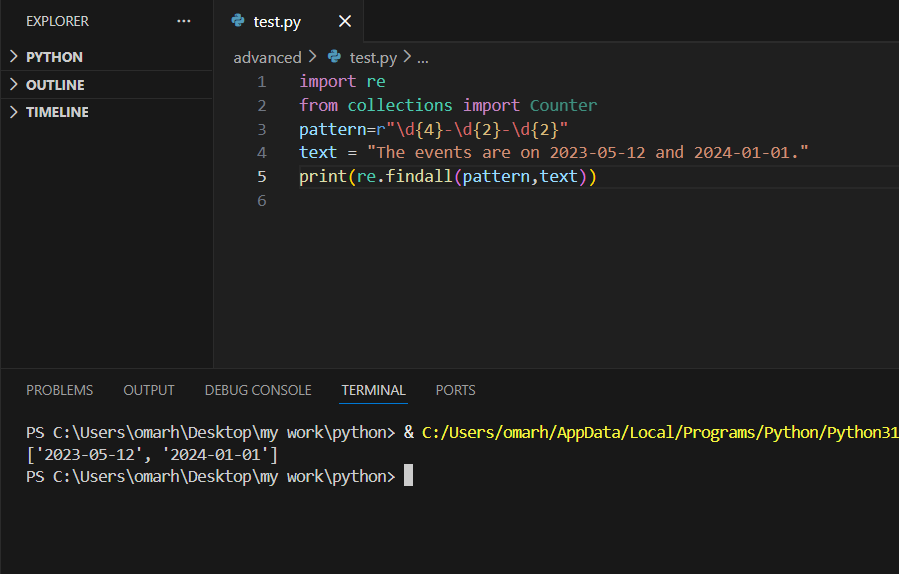 EXPLORER ...
PYTHON
OUTLINE
TIMELINE
test.py
advanced > test.py > ...
1 import re
2 from collections import Counter
3 pattern=r"\d{4}-\d{2}-\d{2}"
4 text = "The events are on 2023-05-12 and 2024-01-01."
5 print(re.findall(pattern,text))
6
PROBLEMS OUTPUT DEBUG CONSOLE TERMINAL PORTS
PS C:\Users\omarh\Desktop\my work\python> & C:/Users/omarh/AppData/Local/Programs/Python/Python31
['2023-05-12', '2024-01-01']
PS C:\Users\omarh\Desktop\my work\python>